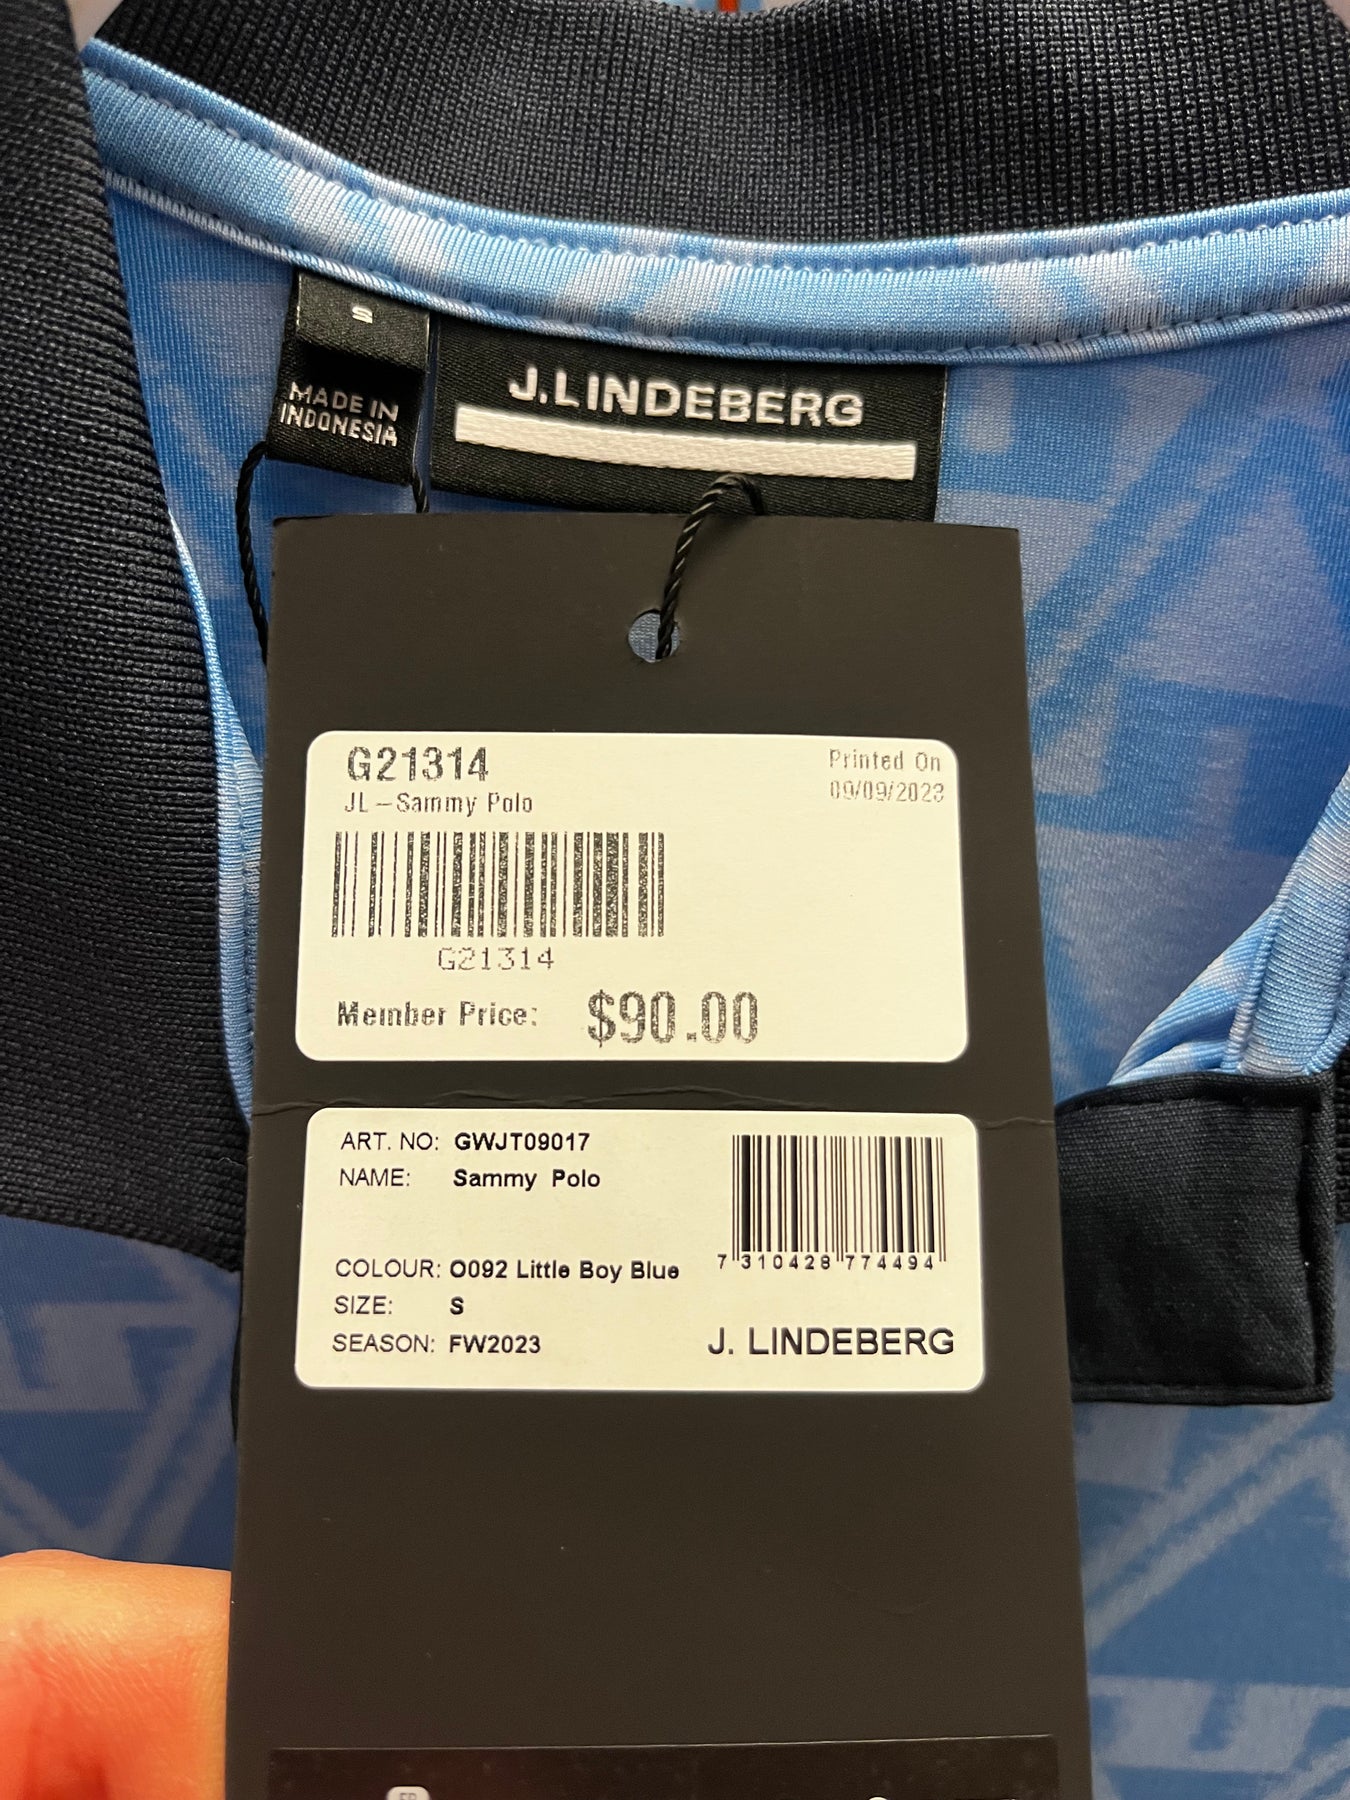 S
MADE IN
INDONESIA
J.LINDEBERG
G21314
Printed On
JL-Sammy Polo
09/09/2023
G21314
Member Price: $90.00
ART. NO: GWJT09017
NAME: Sammy Polo
COLOUR: O092 Little Boy Blue
7 310428 774494
SIZE: S
SEASON: FW2023
J. LINDEBERG